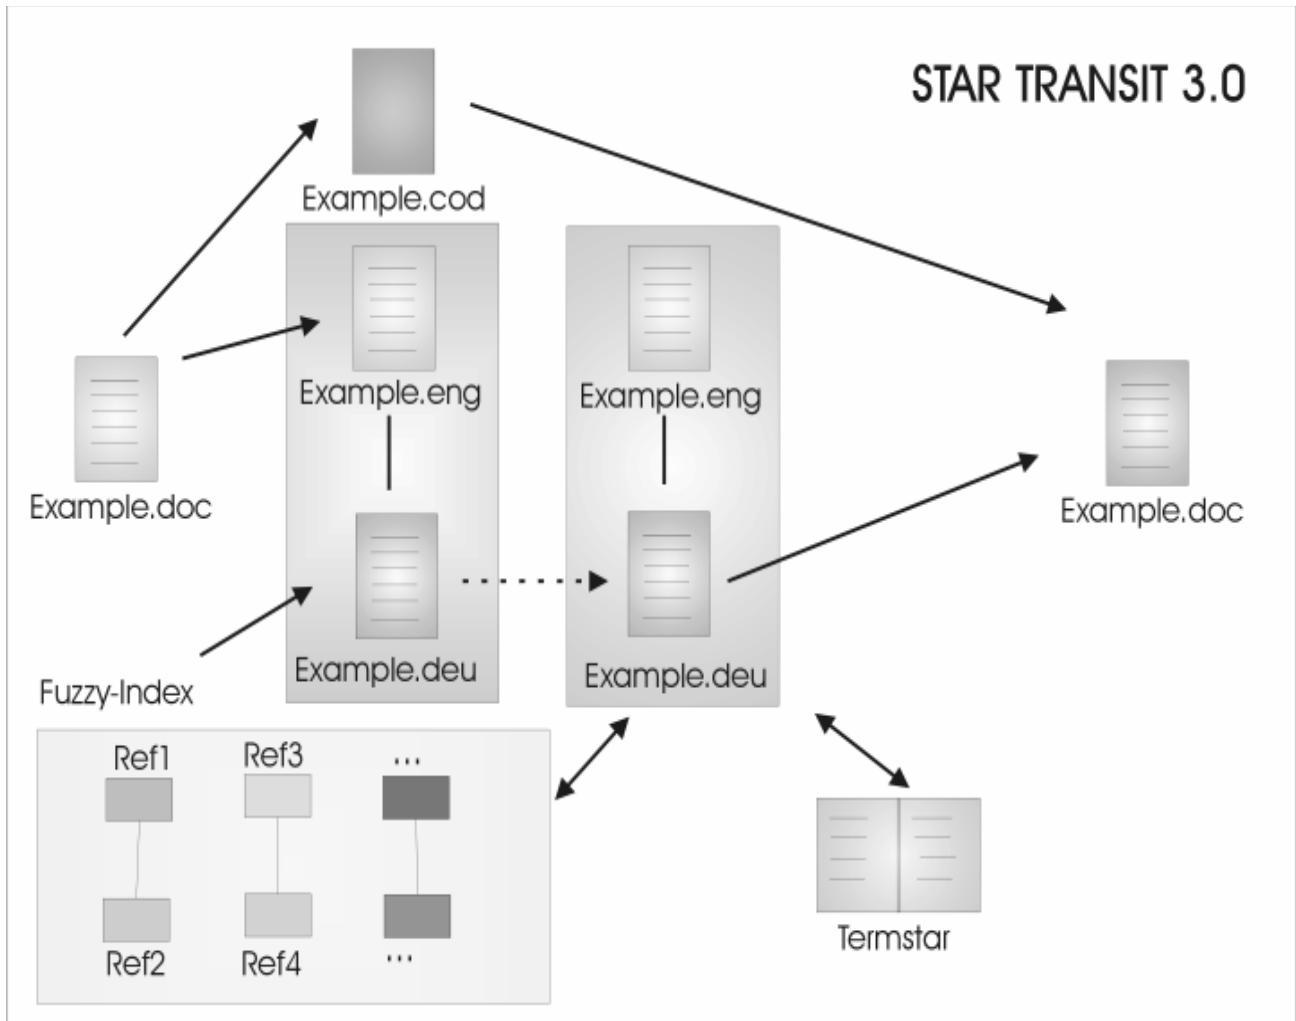 STAR TRANSIT 3.0
Example.cod
Example.eng
Example.eng
Example.doc
Example.doc
Example.deu
Example.deu
Fuzzy-Index
Ref1
Ref3
...
Ref2
Ref4
...
Termstar